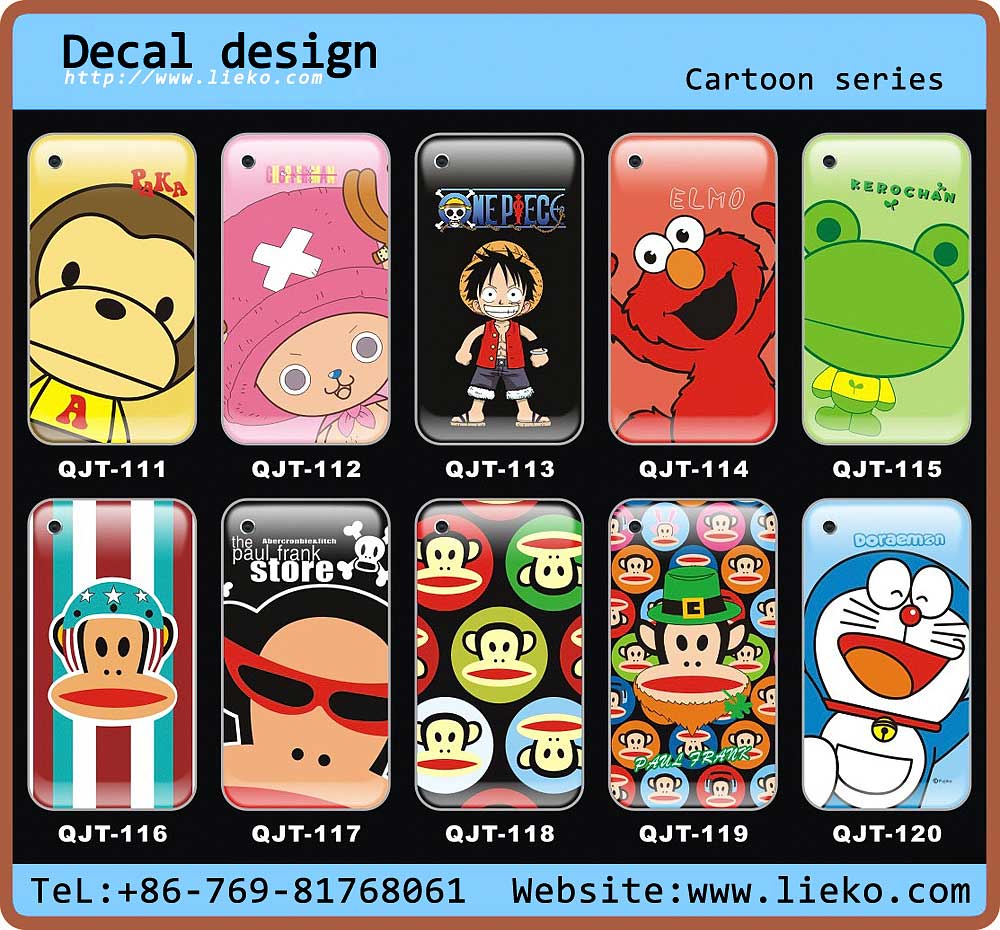 Decal design
http://www.lieko.com
Cartoon series
PAKA
ONE PIECE
ELMO
KEROCHAN
A
QJT-111
QJT-112
QJT-113
QJT-114
QJT-115
the Abercrombie&fitch
paul frank
store
Doraemon
PAUL FRANK
QJT-116
QJT-117
QJT-118
QJT-119
QJT-120
TeL:+86-769-81768061
Website:www.lieko.com